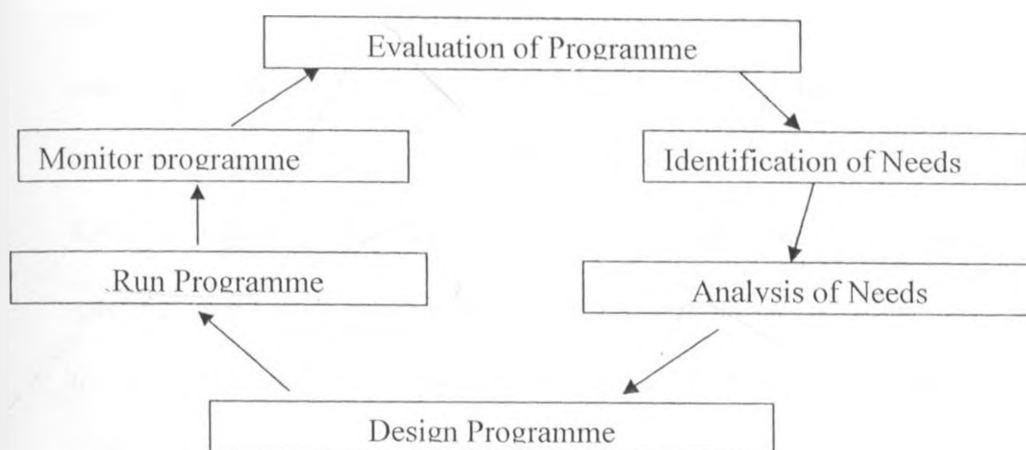 Evaluation of Programme
Monitor programme
Identification of Needs
Run Programme
Analysis of Needs
Design Programme